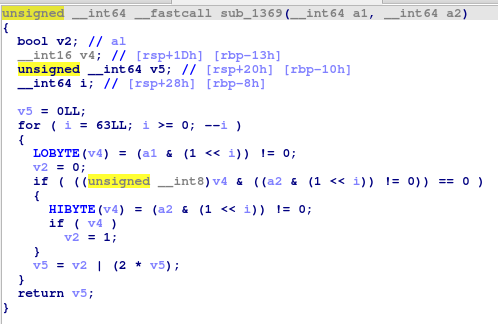 unsigned __int64 __fastcall sub_1369(__int64 a1, __int64 a2)
{
  bool v2; // al
  __int16 v4; // [rsp+1Dh] [rbp-13h]
  unsigned __int64 v5; // [rsp+20h] [rbp-10h]
  __int64 i; // [rsp+28h] [rbp-8h]

  v5 = 0LL;
  for ( i = 63LL; i >= 0; --i )
  {
    LOBYTE(v4) = (a1 & (1 << i)) != 0;
    v2 = 0;
    if ( ((unsigned __int8)v4 & ((a2 & (1 << i)) != 0)) == 0 )
    {
      HIBYTE(v4) = (a2 & (1 << i)) != 0;
      if ( v4 )
        v2 = 1;
    }
    v5 = v2 | (2 * v5);
  }
  return v5;
}